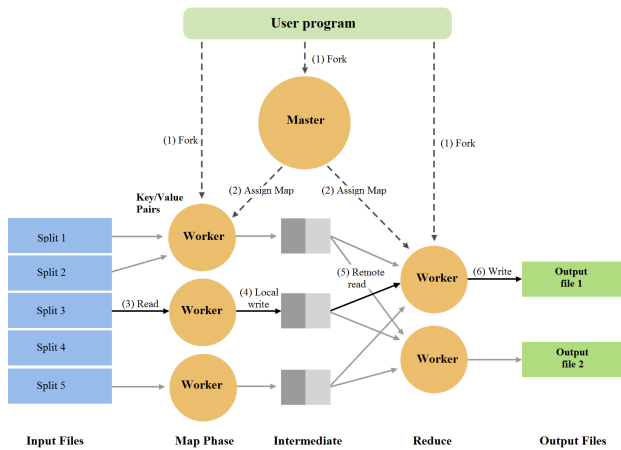 User program
(1) Fork
Master
(1) Fork
(1) Fork
(2) Assign Map
(2) Assign Map
Key/Value
Pairs
Split 1
Worker
Split 2
(5) Remote
read
Worker
(6) Write
Output
file 1
Split 3
(3) Read
Worker
(4) Local
write
Split 4
Worker
Output
file 2
Split 5
Worker
Input Files
Map Phase
Intermediate
Reduce
Output Files